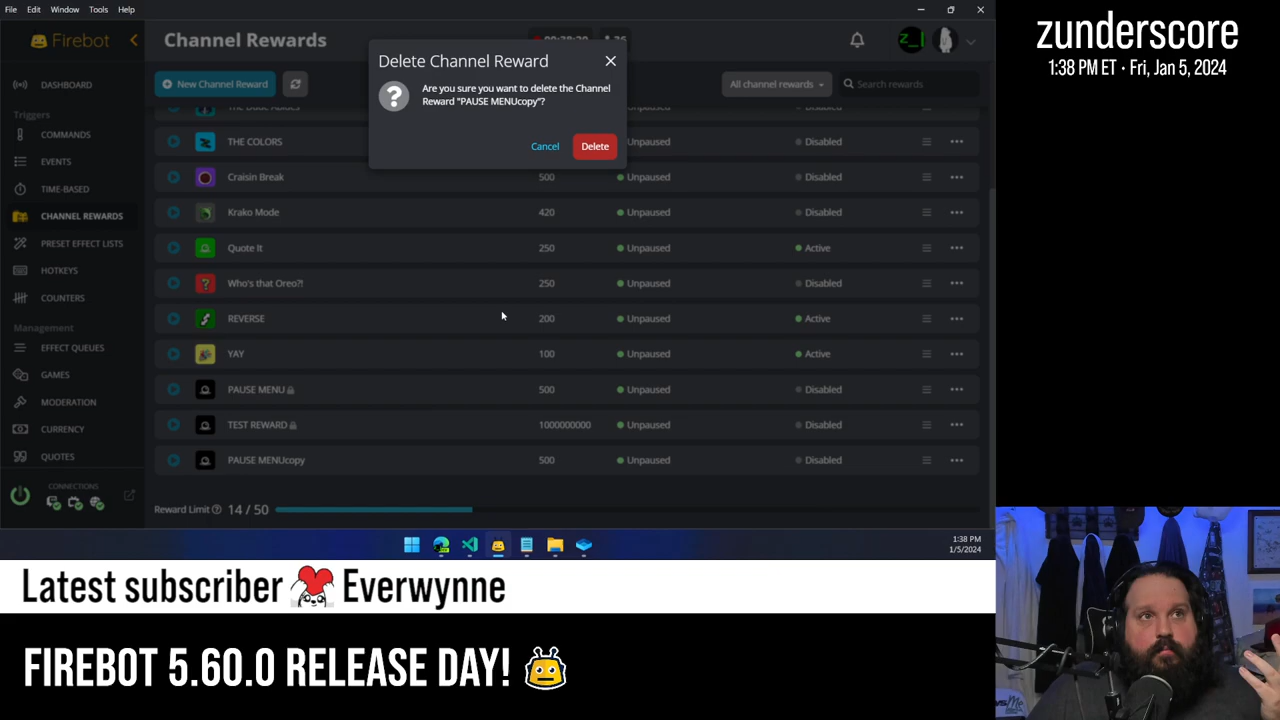 File Edit Window Tools Help
Firebot
Channel Rewards
New Channel Reward
All channel rewards
Search rewards
DASHBOARD
Triggers
COMMANDS
EVENTS
TIME-BASED
CHANNEL REWARDS
PRESET EFFECT LISTS
HOTKEYS
COUNTERS
Management
EFFECT QUEUES
GAMES
MODERATION
CURRENCY
QUOTES
CONNECTIONS
Delete Channel Reward
Are you sure you want to delete the Channel
Reward "PAUSE MENUcopy"?
Cancel Delete
THE COLORS Unpaused Disabled
Craisin Break 500 Unpaused Disabled
Krako Mode 420 Unpaused Disabled
Quote It 250 Unpaused Active
Who's that Oreo?! 250 Unpaused Disabled
REVERSE 200 Unpaused Active
YAY 100 Unpaused Active
PAUSE MENU 500 Unpaused Disabled
TEST REWARD 1000000000 Unpaused Disabled
PAUSE MENUcopy 500 Unpaused Disabled
Reward Limit 14 / 50
1:38 PM
1/5/2024
zunderscore
1:38 PM ET • Fri, Jan 5, 2024
Latest subscriber Everwynne
FIREBOT 5.60.0 RELEASE DAY!